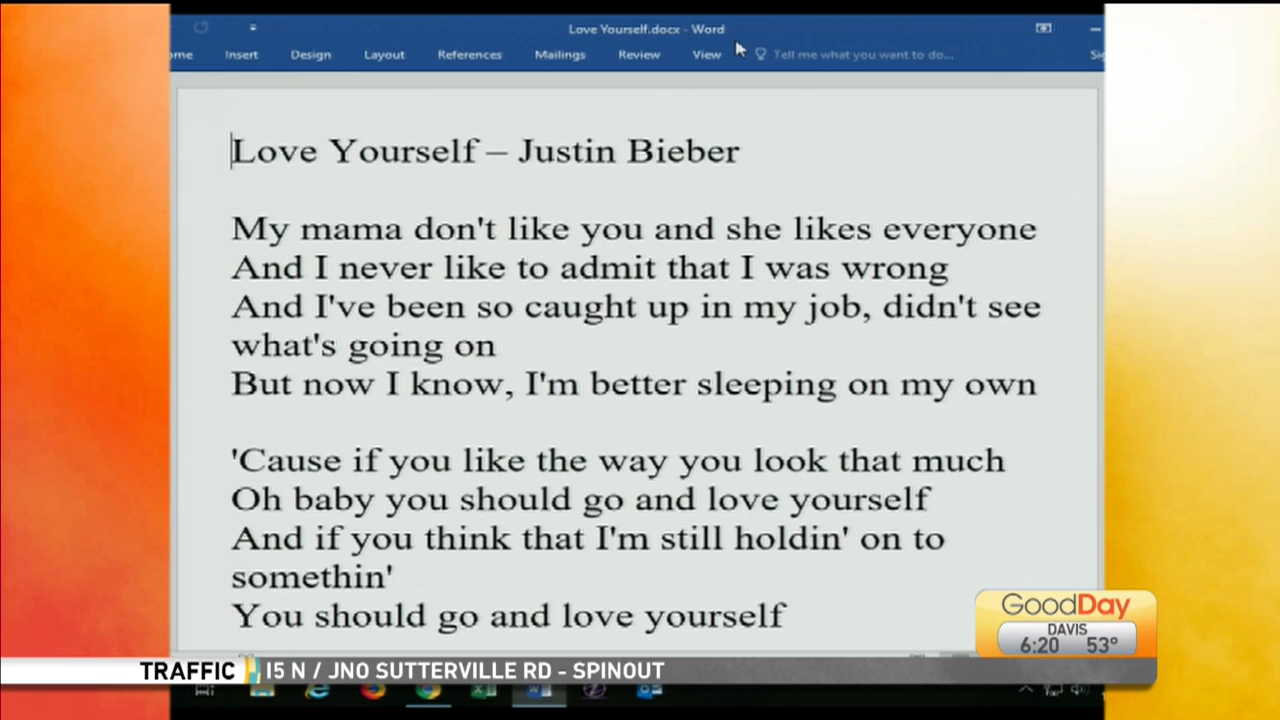 Love Yourself.docx - Word
ome Insert Design Layout References Mailings Review View Tell me what you want to do...
Love Yourself – Justin Bieber
My mama don't like you and she likes everyone
And I never like to admit that I was wrong
And I've been so caught up in my job, didn't see
what's going on
But now I know, I'm better sleeping on my own
'Cause if you like the way you look that much
Oh baby you should go and love yourself
And if you think that I'm still holdin' on to
somethin'
You should go and love yourself
GoodDay
DAVIS
6:20 53°
TRAFFIC I5 N / JNO SUTTERVILLE RD - SPINOUT